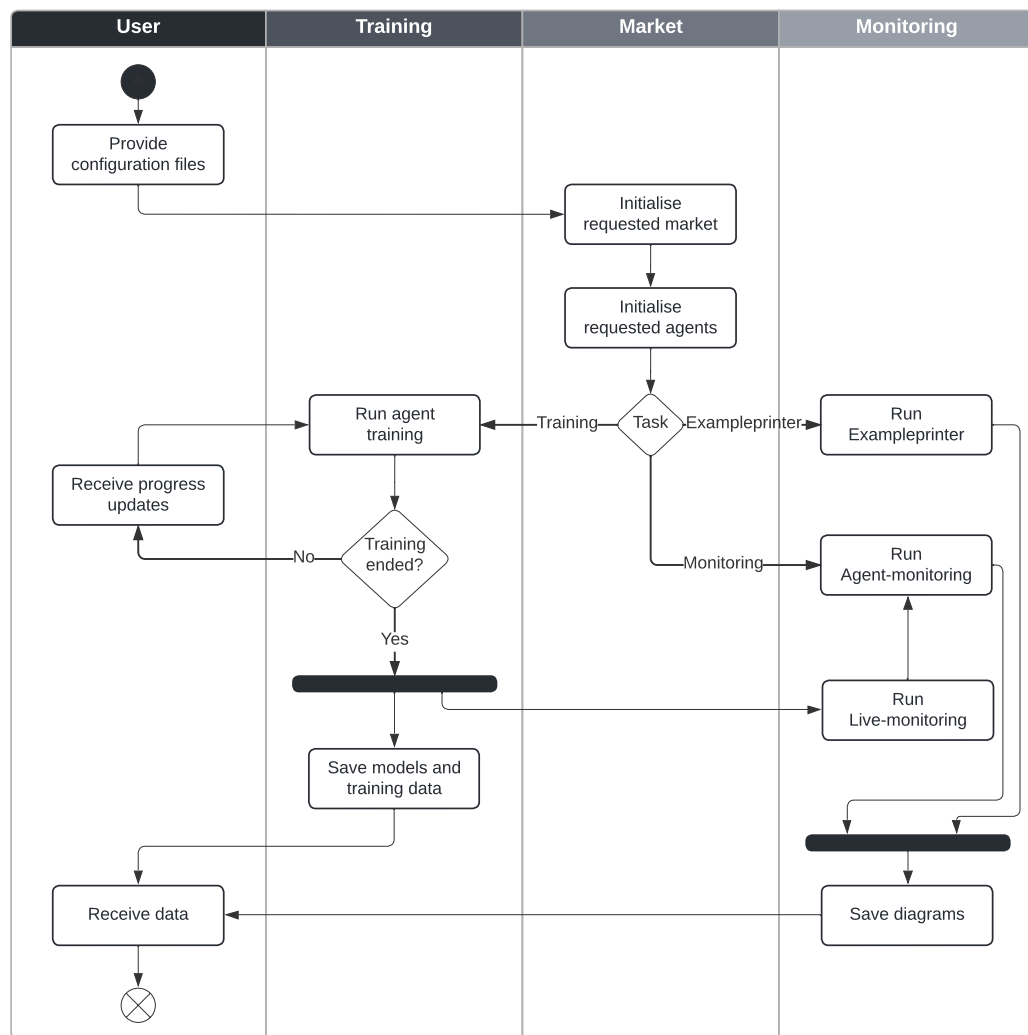 User
Training
Market
Monitoring
Provide
configuration files
Initialise
requested market
Initialise
requested agents
Run agent
training
Training
Task
Exampleprinter
Run
Exampleprinter
Receive progress
updates
No
Training
ended?
Monitoring
Run
Agent-monitoring
Yes
Run
Live-monitoring
Save models and
training data
Receive data
Save diagrams